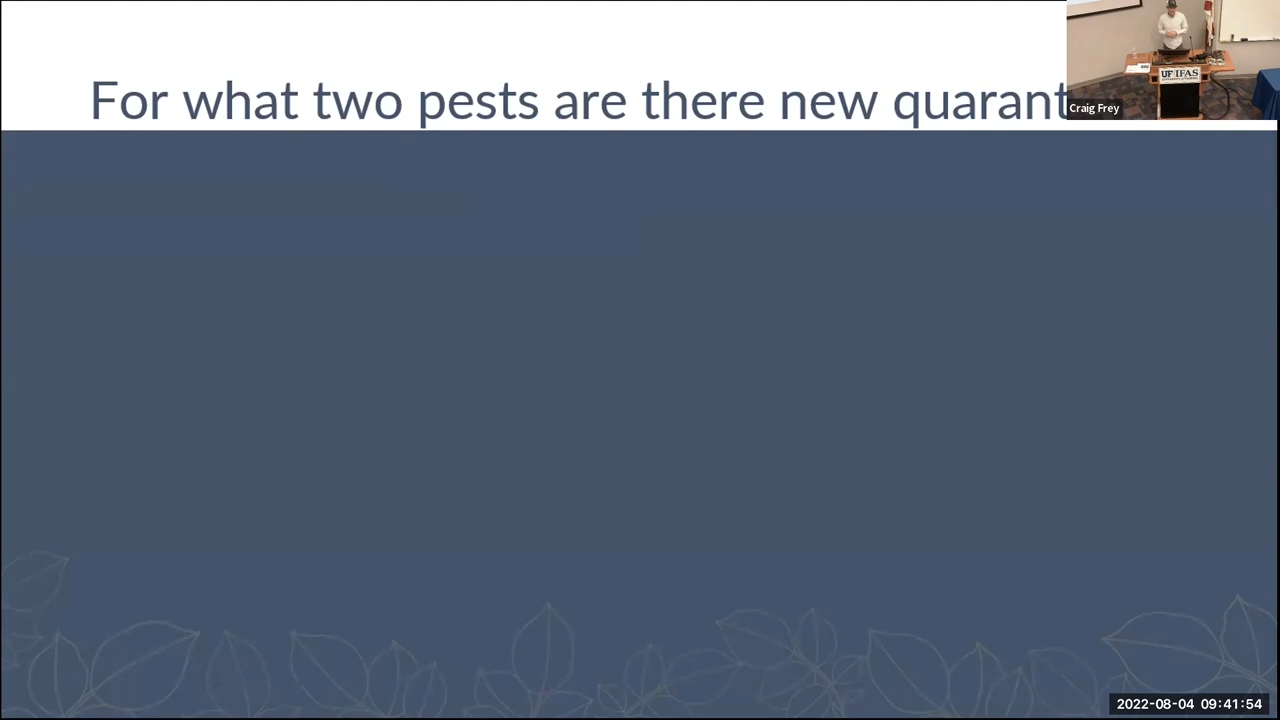 For what two pests are there new quarant
UF|IFAS
Craig Frey
2022-08-04 09:41:54